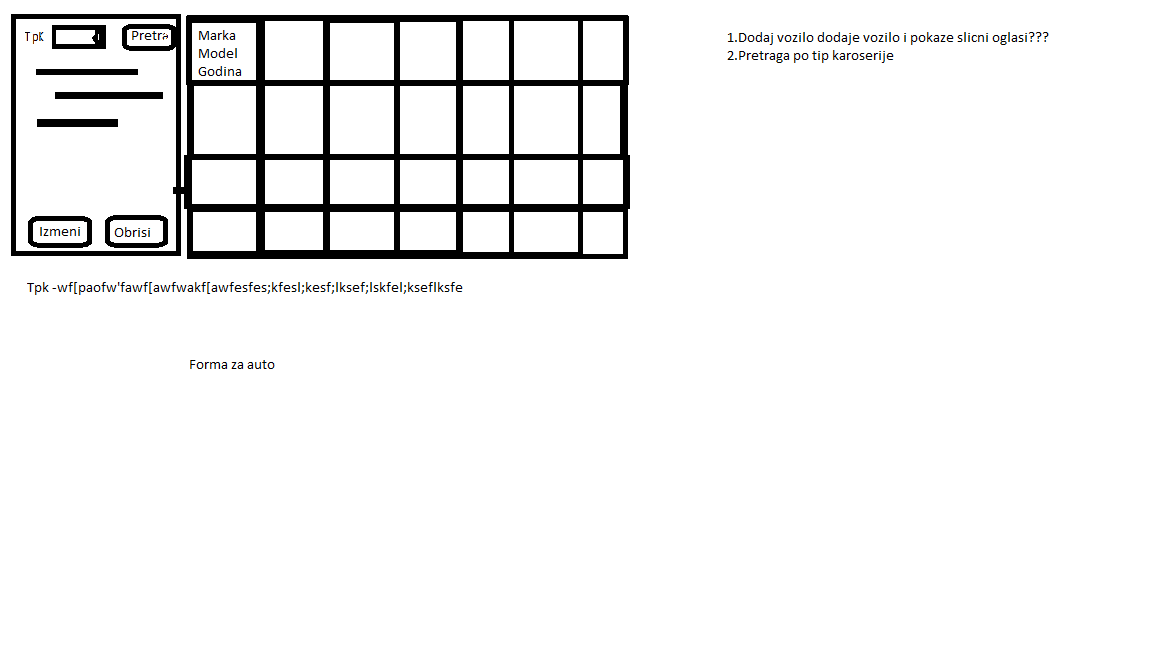 TpK
Pretra
Marka
Model
Godina
Izmeni
Obrisi
Tpk -wf[paofw'fawf[awfwakf[awfesfes;kfesl;kesf;lksef;lskfel;kseflksfe
Forma za auto
1.Dodaj vozilo dodaje vozilo i pokaze slicni oglasi???
2.Pretraga po tip karoserije